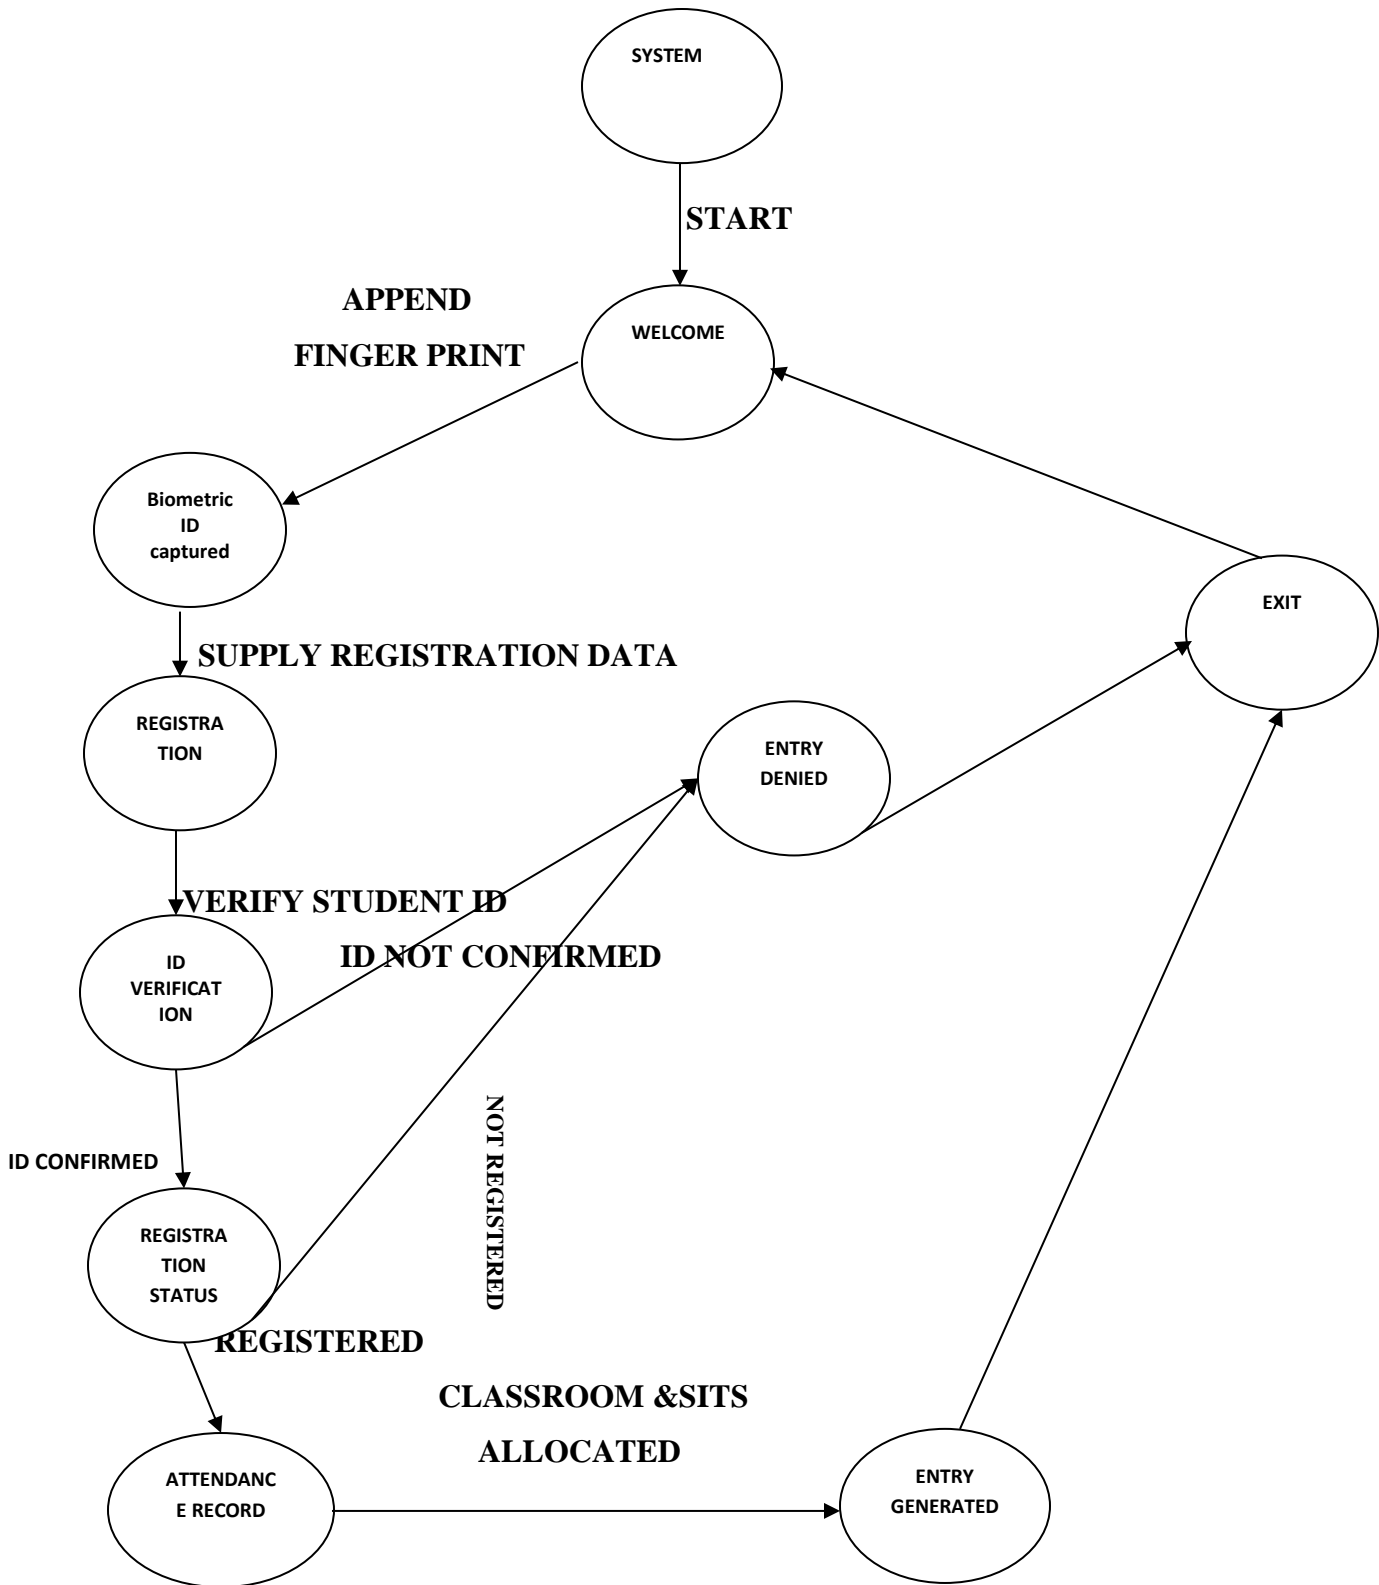 SYSTEM
START
APPEND
FINGER PRINT
WELCOME
Biometric
ID
captured
EXIT
SUPPLY REGISTRATION DATA
REGISTRA
TION
ENTRY
DENIED
VERIFY STUDENT ID
ID NOT CONFIRMED
ID
VERIFICAT
ION
NOT REGISTERED
ID CONFIRMED
REGISTRA
TION
STATUS
REGISTERED
CLASSROOM &SITS
ALLOCATED
ATTENDANC
E RECORD
ENTRY
GENERATED